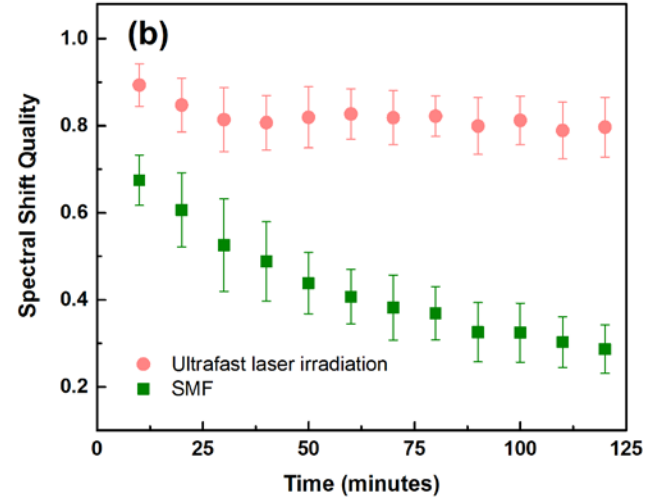 (b)
1.0
0.8
0.6
0.4
0.2
Spectral Shift Quality
Ultrafast laser irradiation
SMF
0 25 50 75 100 125
Time (minutes)